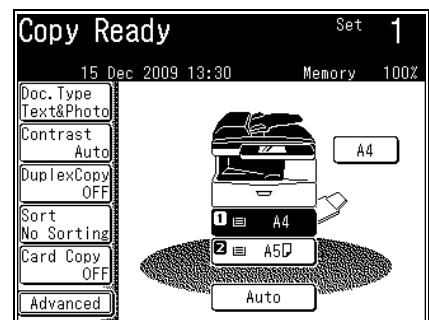 Copy Ready
Set 1
15 Dec 2009 13:30 Memory 100%
Doc.Type
Text&Photo
Contrast
Auto
A4
DuplexCopy
OFF
1 A4
Sort
No Sorting
2 A5
Card Copy
OFF
Auto
Advanced